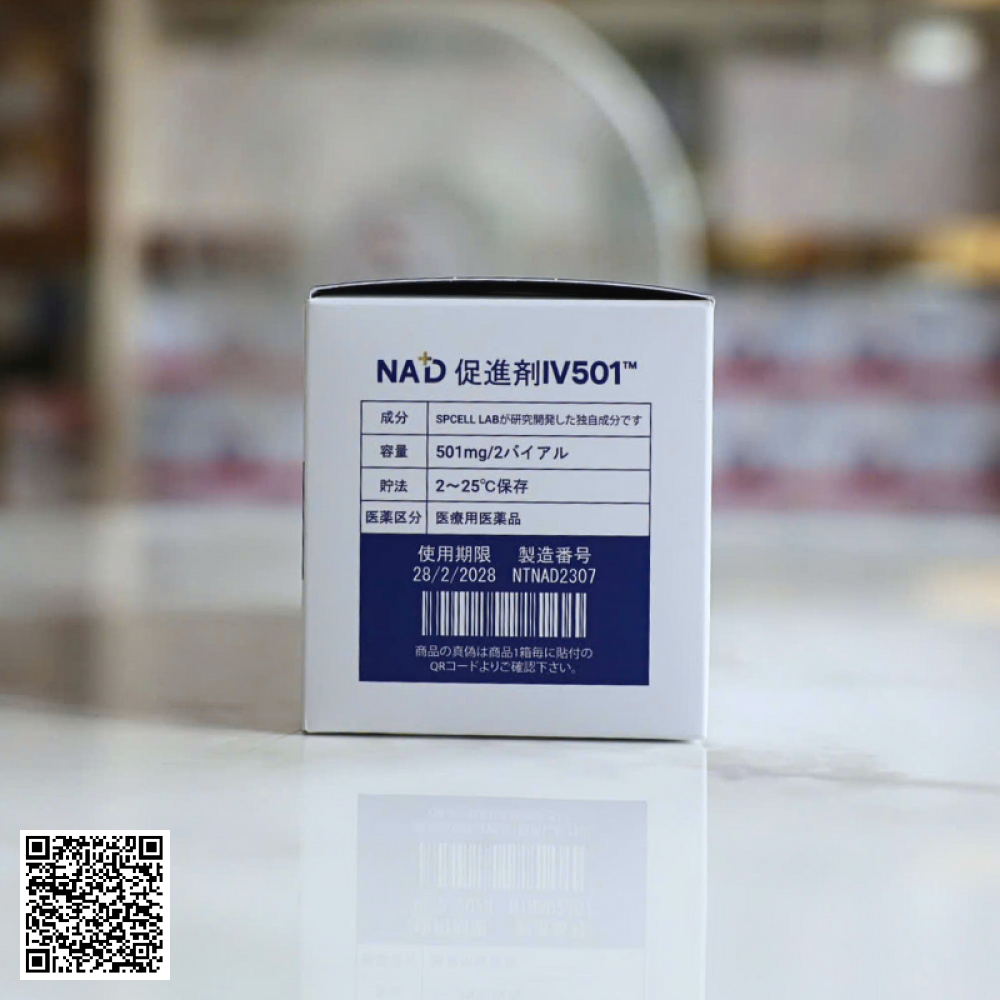 NA+D 促進剤IV501™
成分 SPCELL LABが研究開発した独自成分です
容量 501mg/2バイアル
貯法 2～25℃保存
医薬区分 医療用医薬品
使用期限 製造番号
28/2/2028 NTNAD2307
商品の真偽は商品1箱毎に貼付の
QRコードよりご確認下さい。